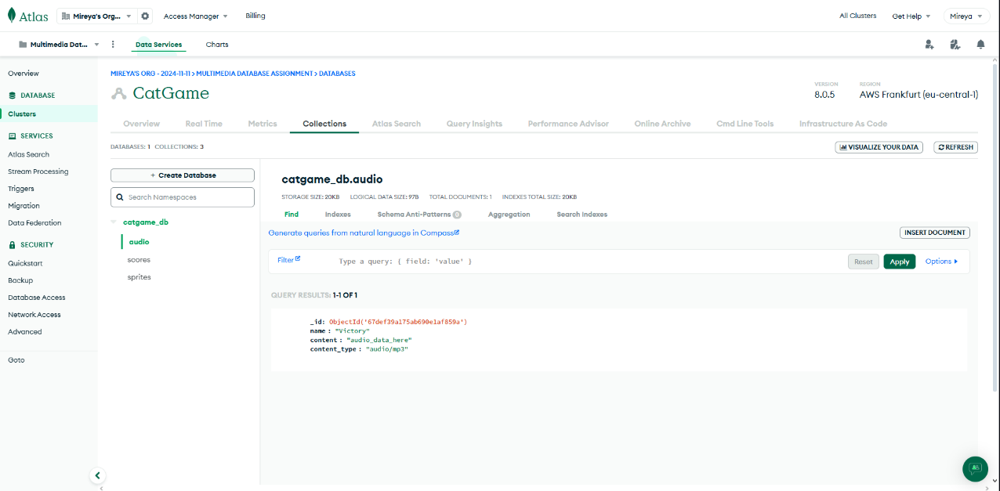 Atlas
Mireya's Org...
Access Manager
Billing
All Clusters
Get Help
Mireya
Multimedia Dat...
Data Services
Charts
Overview
DATABASE
Clusters
SERVICES
Atlas Search
Stream Processing
Triggers
Migration
Data Federation
SECURITY
Quickstart
Backup
Database Access
Network Access
Advanced
Goto
MIREYA'S ORG - 2024-11-11 > MULTIMEDIA DATABASE ASSIGNMENT > DATABASES
CatGame
VERSION
8.0.5
REGION
AWS Frankfurt (eu-central-1)
Overview
Real Time
Metrics
Collections
Atlas Search
Query Insights
Performance Advisor
Online Archive
Cmd Line Tools
Infrastructure As Code
DATABASES: 1 COLLECTIONS: 3
VISUALIZE YOUR DATA
REFRESH
+ Create Database
Search Namespaces
catgame_db
audio
scores
sprites
catgame_db.audio
STORAGE SIZE: 20KB LOGICAL DATA SIZE: 97B TOTAL DOCUMENTS: 1 INDEXES TOTAL SIZE: 20KB
Find
Indexes
Schema Anti-Patterns 0
Aggregation
Search Indexes
Generate queries from natural language in Compass
INSERT DOCUMENT
Filter
Type a query: { field: 'value' }
Reset
Apply
Options
QUERY RESULTS: 1-1 OF 1
_id: ObjectId('67def39a175ab690e1af859a')
name : "Victory"
content : "audio_data_here"
content_type : "audio/mp3"